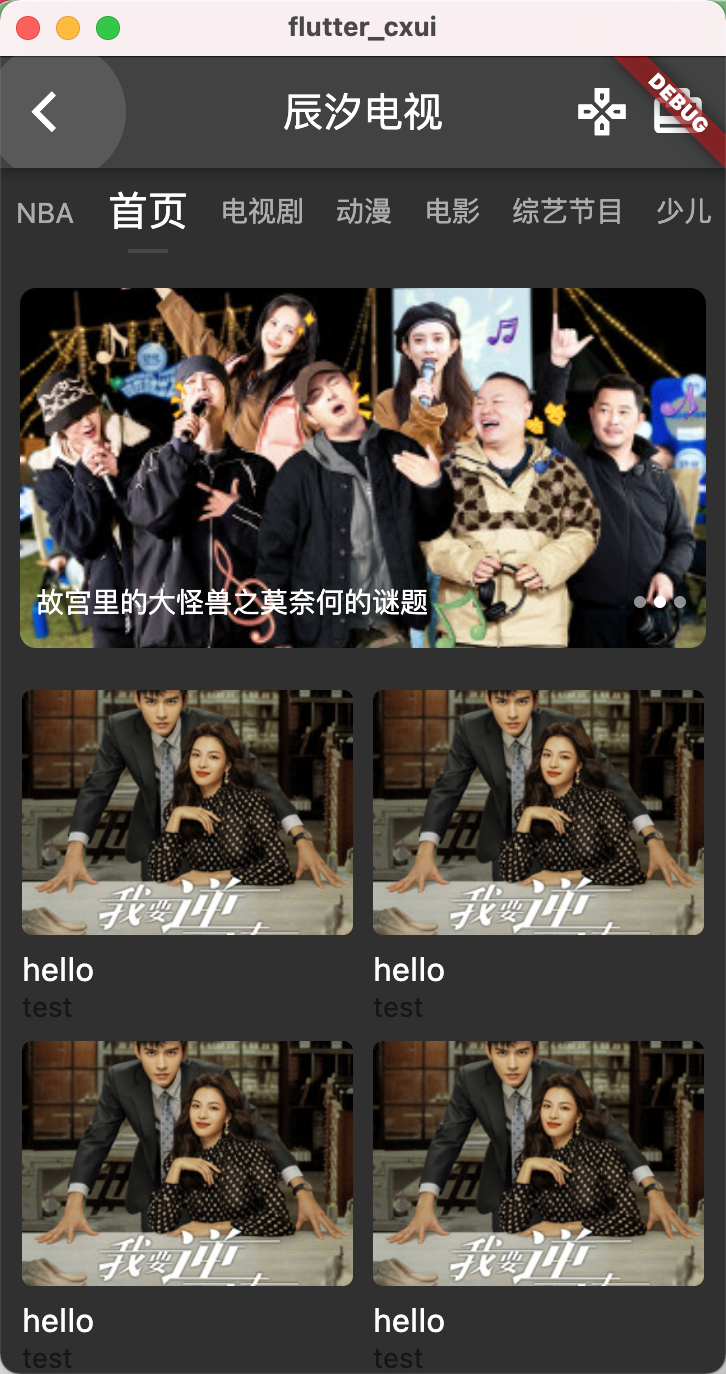 flutter_cxui
辰汐电视
DEBUG
NBA 首页 电视剧 动漫 电影 综艺节目 少儿
故宫里的大怪兽之莫奈何的谜题
我要逆 我要逆
hello hello
test test
我要逆 我要逆
hello hello
test test